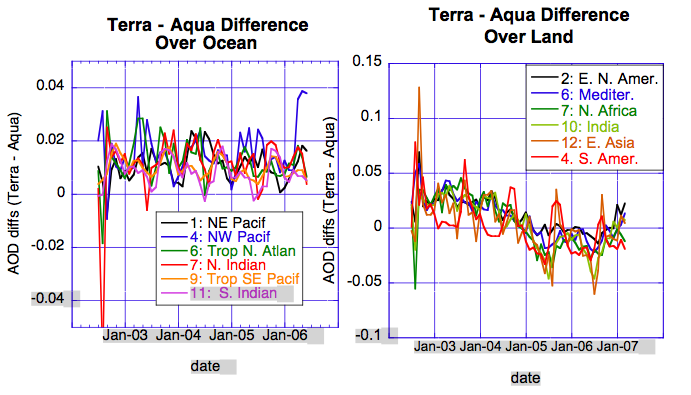 Terra - Aqua Difference
Over Ocean
AOD diffs (Terra - Aqua)
0.04
0.02
0
-0.02
-0.04
1: NE Pacif
4: NW Pacif
6: Trop N. Atlan
7: N. Indian
9: Trop SE Pacif
11: S. Indian
Jan-03 Jan-04 Jan-05 Jan-06
date
Terra - Aqua Difference
Over Land
AOD diffs (Terra - Aqua)
0.15
0.1
0.05
0
-0.05
-0.1
2: E. N. Amer.
6: Mediter.
7: N. Africa
10: India
12: E. Asia
4. S. Amer.
Jan-03 Jan-04 Jan-05 Jan-06 Jan-07
date